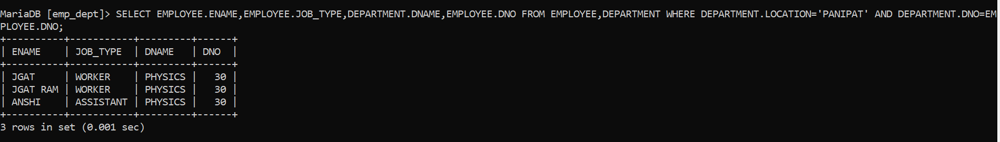 MariaDB [emp_dept]> SELECT EMPLOYEE.ENAME,EMPLOYEE.JOB_TYPE,DEPARTMENT.DNAME,EMPLOYEE.DNO FROM EMPLOYEE,DEPARTMENT WHERE DEPARTMENT.LOCATION='PANIPAT' AND DEPARTMENT.DNO=EM
PLOYEE.DNO;
+----------+-----------+---------+------+
| ENAME    | JOB_TYPE  | DNAME   | DNO  |
+----------+-----------+---------+------+
| JGAT     | WORKER    | PHYSICS |   30 |
| JGAT RAM | WORKER    | PHYSICS |   30 |
| ANSHI    | ASSISTANT | PHYSICS |   30 |
+----------+-----------+---------+------+
3 rows in set (0.001 sec)